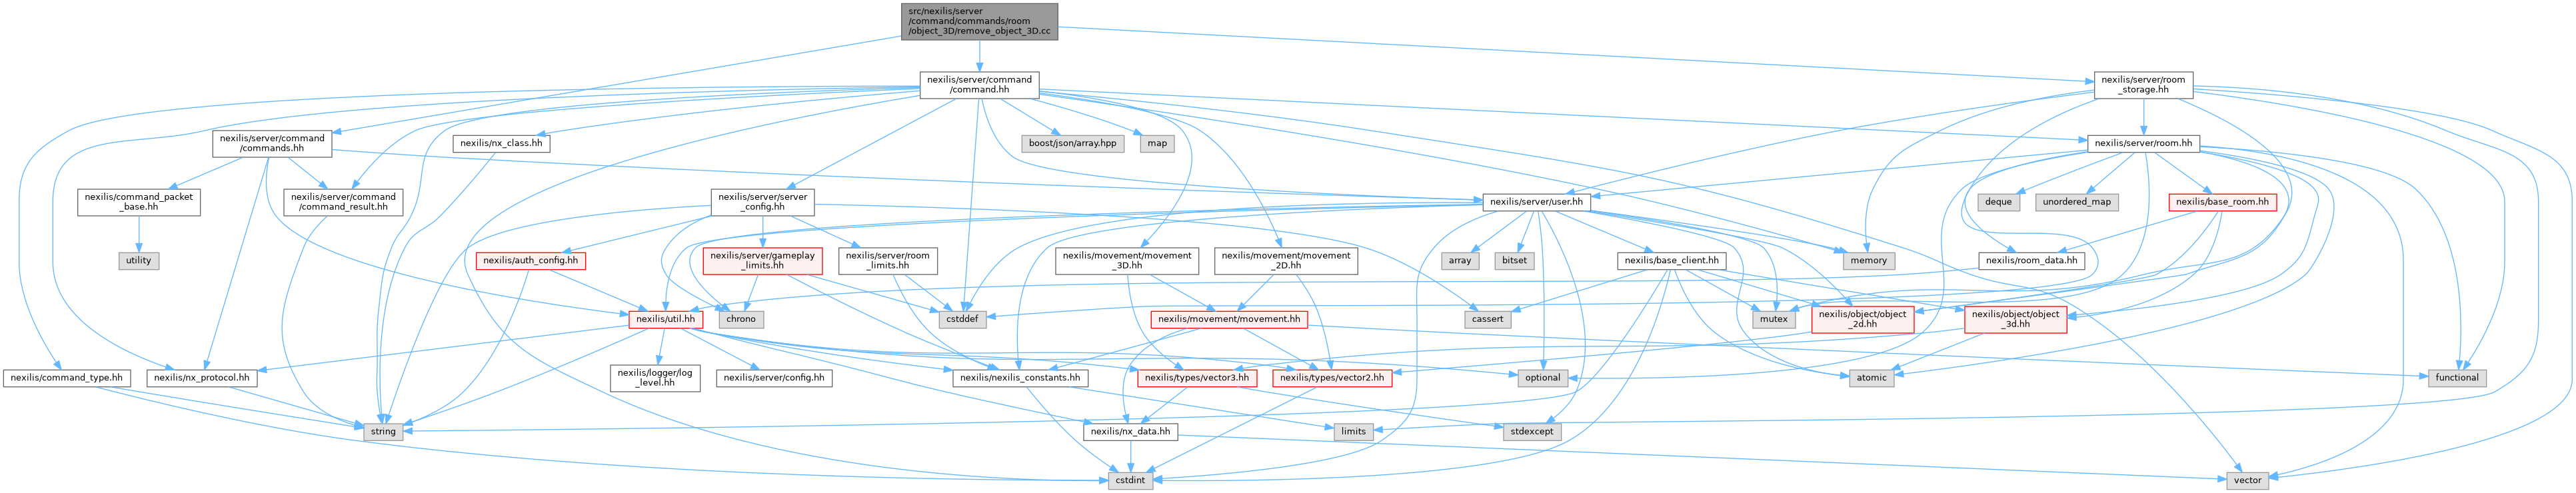 src/nexilis/server
/command/commands/room
/object_3D/remove_object_3D.cc
nexilis/server/command
/command.hh
nexilis/server/room
_storage.hh
nexilis/server/command
/commands.hh
nexilis/nx_class.hh
boost/json/array.hpp
map
nexilis/server/room.hh
nexilis/command_packet
_base.hh
nexilis/server/command
/command_result.hh
nexilis/server/server
_config.hh
nexilis/server/user.hh
deque
unordered_map
nexilis/base_room.hh
utility
nexilis/auth_config.hh
nexilis/server/gameplay
_limits.hh
nexilis/server/room
_limits.hh
nexilis/movement/movement
_3D.hh
nexilis/movement/movement
_2D.hh
array
bitset
nexilis/base_client.hh
memory
nexilis/room_data.hh
nexilis/util.hh
chrono
cstddef
nexilis/movement/movement.hh
cassert
mutex
nexilis/object/object
_2d.hh
nexilis/object/object
_3d.hh
nexilis/command_type.hh
nexilis/nx_protocol.hh
nexilis/logger/log
_level.hh
nexilis/server/config.hh
nexilis/nexilis_constants.hh
nexilis/types/vector3.hh
nexilis/types/vector2.hh
optional
atomic
functional
string
nexilis/nx_data.hh
limits
stdexcept
cstdint
vector